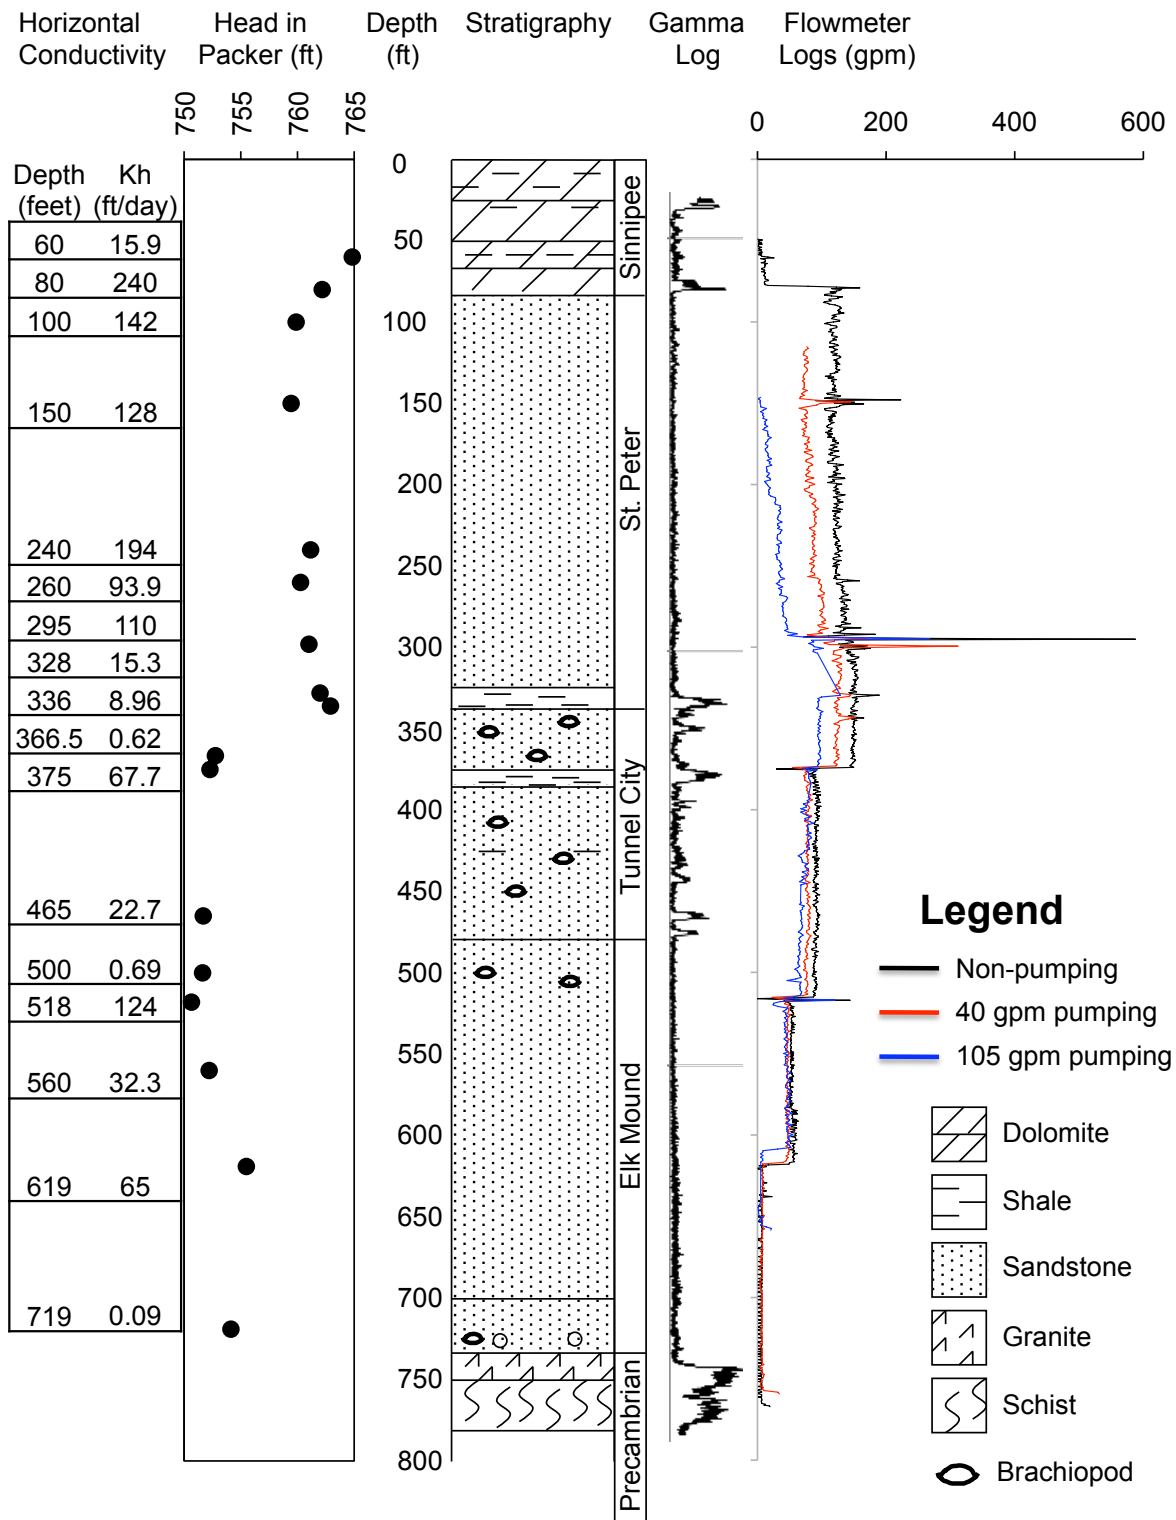 Horizontal
Conductivity
Head in
Packer (ft)
Depth
(ft)
Stratigraphy
Gamma
Log
Flowmeter
Logs (gpm)
750
755
760
765
0
200
400
600
Depth
(feet)
Kh
(ft/day)
60 15.9
80 240
100 142
150 128
240 194
260 93.9
295 110
328 15.3
336 8.96
366.5 0.62
375 67.7
465 22.7
500 0.69
518 124
560 32.3
619 65
719 0.09
0
50
100
150
200
250
300
350
400
450
500
550
600
650
700
750
800
Sinnipee
St. Peter
Tunnel City
Elk Mound
Precambrian
Legend
Non-pumping
40 gpm pumping
105 gpm pumping
Dolomite
Shale
Sandstone
Granite
Schist
Brachiopod